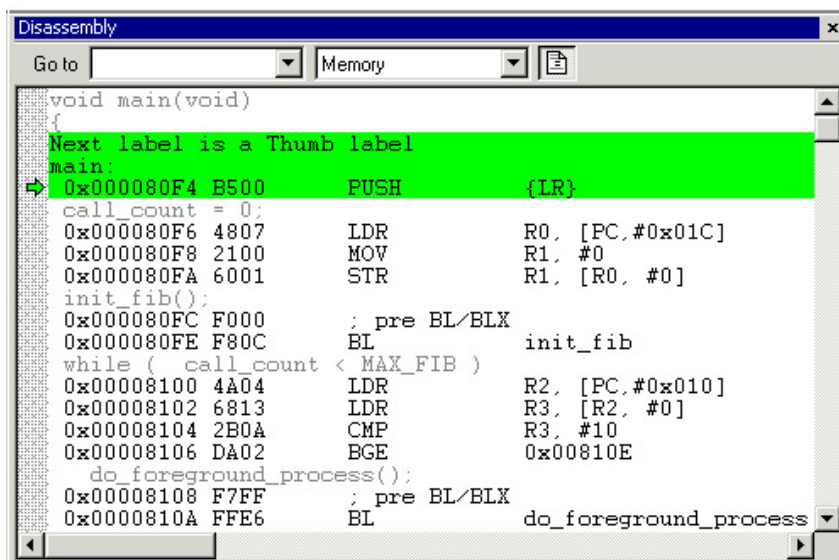 Disassembly
Go to Memory
void main(void)
{
Next label is a Thumb label
main:
0x000080F4 B500 PUSH {LR}
call_count = 0;
0x000080F6 4807 LDR R0, [PC,#0x01C]
0x000080F8 2100 MOV R1, #0
0x000080FA 6001 STR R1, [R0, #0]
init_fib();
0x000080FC F000 ; pre BL/BLX
0x000080FE F80C BL init_fib
while ( call_count < MAX_FIB )
0x00008100 4A04 LDR R2, [PC,#0x010]
0x00008102 6813 LDR R3, [R2, #0]
0x00008104 2B0A CMP R3, #10
0x00008106 DA02 BGE 0x00810E
do_foreground_process();
0x00008108 F7FF ; pre BL/BLX
0x0000810A FFE6 BL do_foreground_process